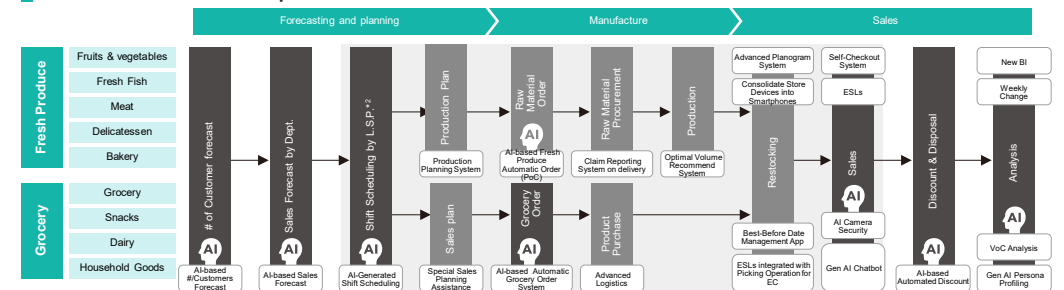 Forecasting and planning
Manufacture
Sales
Fresh Produce
Fruits & vegetables
Fresh Fish
Meat
Delicatessen
Bakery
Grocery
Grocery
Snacks
Dairy
Household Goods
# of Customer forecast
AI
AI-based
#/Customers
Forecast
Sales Forecast by Dept.
AI
AI-based Sales
Forecast
Shift Scheduling by L.S.P.*2
AI
AI-Generated
Shift Scheduling
Production Plan
Production
Planning System
Sales plan
Special Sales
Planning
Assistance
Raw
Material
Order
AI
AI-based Fresh
Produce
Automatic Order
(PoC)
Grocery
Order
AI
AI-based Automatic
Grocery Order
System
Raw Material
Procurement
Claim Reporting
System on delivery
Product
Purchase
Advanced
Logistics
Production
Optimal Volume
Recommend
System
Advanced Planogram
System
Consolidate Store
Devices into
Smartphones
Restocking
Best-Before Date
Management App
ESLs integrated with
Picking Operation for
EC
Self-Checkout
System
ESLs
Sales
AI
AI Camera
Security
Gen AI Chatbot
Discount & Disposal
AI
AI-based
Automated Discount
New BI
Weekly
Change
Analysis
AI
VoC Analysis
Gen AI Persona
Profiling